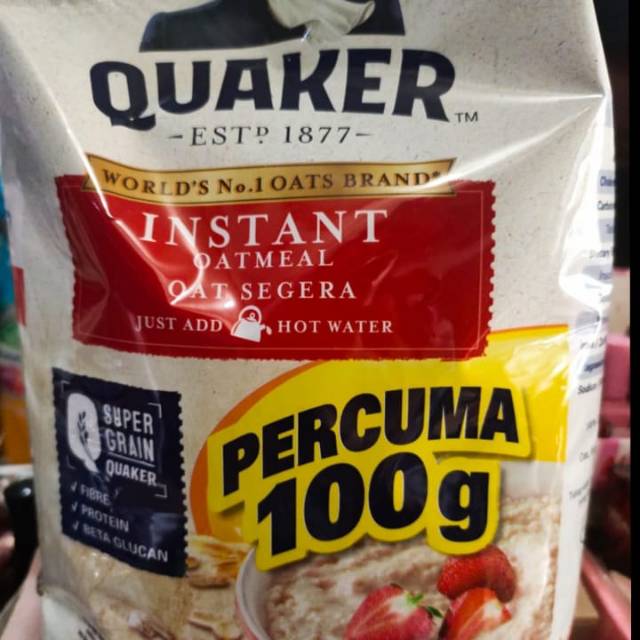 QUAKER™
-ESTD 1877-
WORLD'S No.1 OATS BRAND*
INSTANT
OATMEAL
OAT SEGERA
JUST ADD HOT WATER
Q SUPER
GRAIN
QUAKER
✓ FIBRE
✓ PROTEIN
✓ BETA GLUCAN
PERCUMA
100g